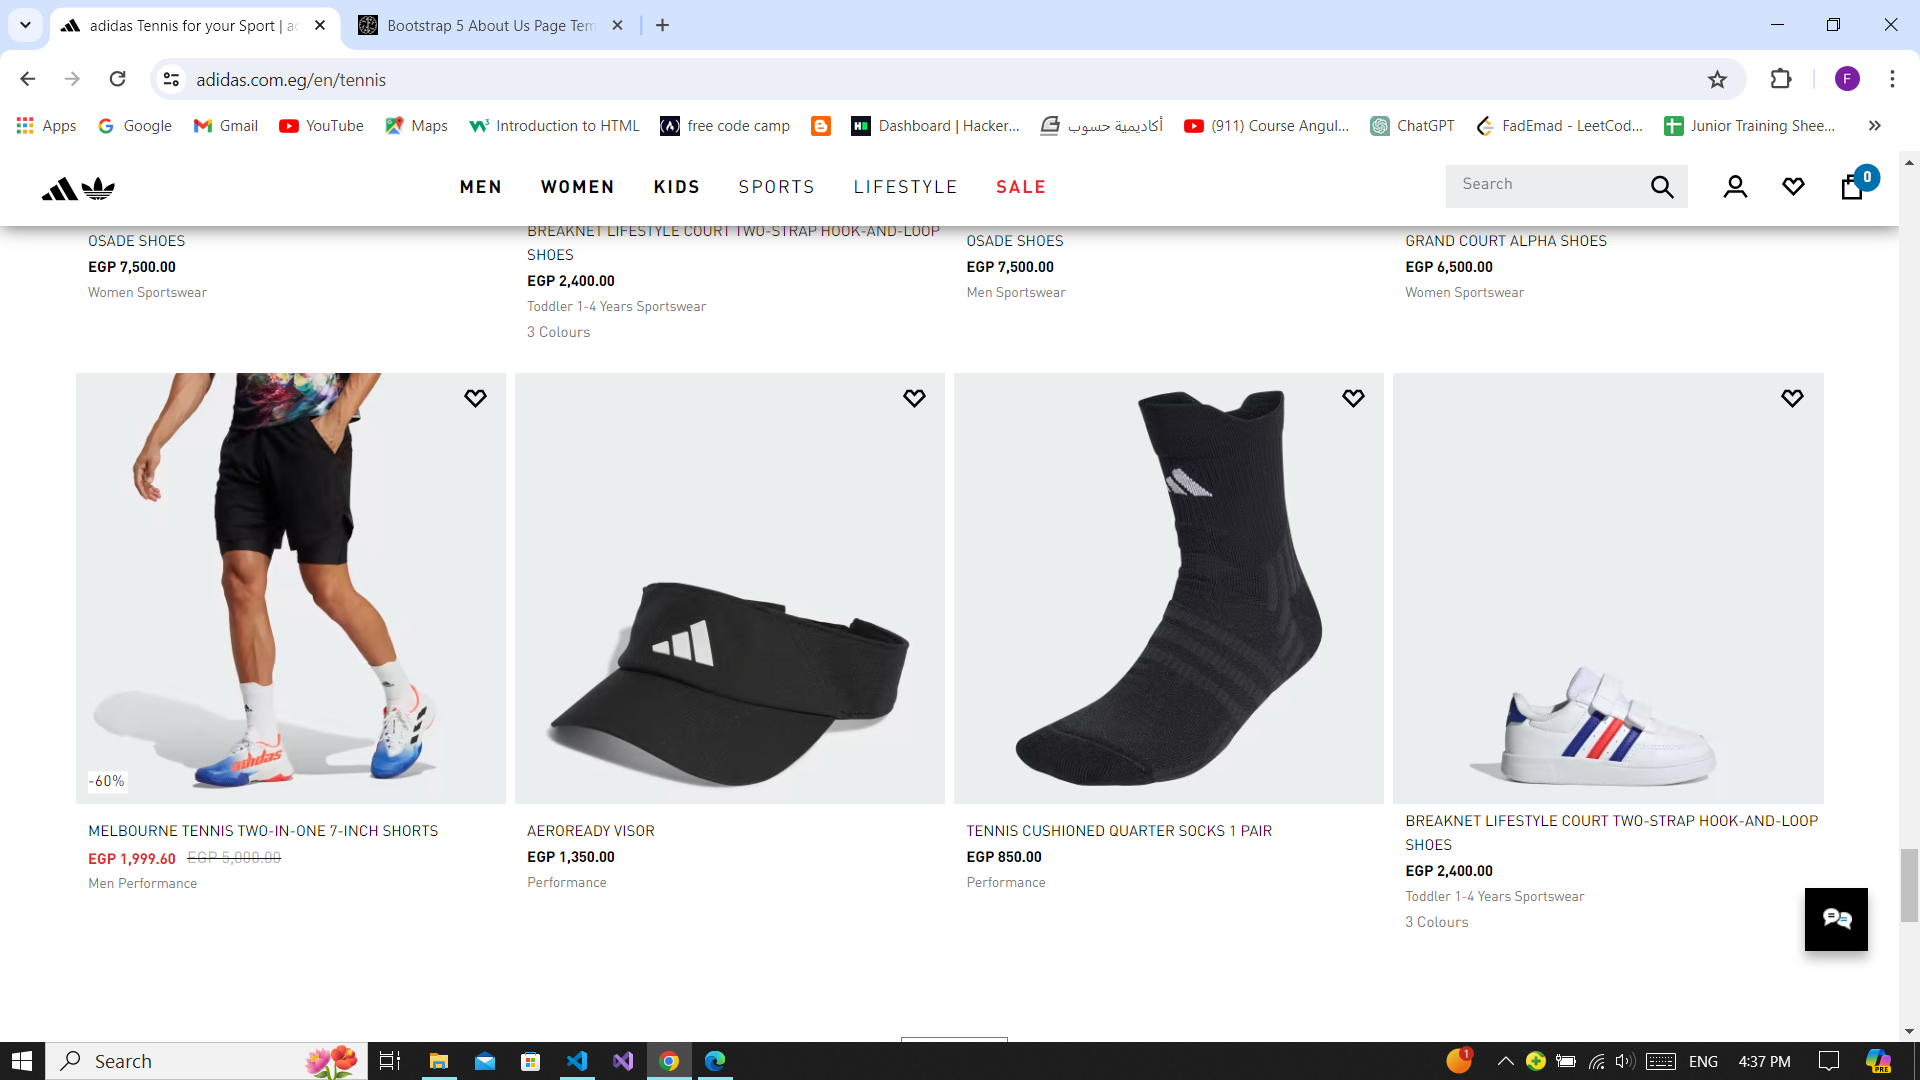 adidas Tennis for your Sport | ad
Bootstrap 5 About Us Page Tem
adidas.com.eg/en/tennis
F
Apps
Google
Gmail
YouTube
Maps
Introduction to HTML
free code camp
Dashboard | Hacker...
أكاديمية حسوب
(911) Course Angul...
ChatGPT
FadEmad - LeetCod...
Junior Training Shee...
MEN
WOMEN
KIDS
SPORTS
LIFESTYLE
SALE
Search
0
OSADE SHOES
EGP 7,500.00
Women Sportswear
BREAKNET LIFESTYLE COURT TWO-STRAP HOOK-AND-LOOP
SHOES
EGP 2,400.00
Toddler 1-4 Years Sportswear
3 Colours
OSADE SHOES
EGP 7,500.00
Men Sportswear
GRAND COURT ALPHA SHOES
EGP 6,500.00
Women Sportswear
adidas
-60%
MELBOURNE TENNIS TWO-IN-ONE 7-INCH SHORTS
EGP 1,999.60 EGP 5,000.00
Men Performance
AEROREADY VISOR
EGP 1,350.00
Performance
TENNIS CUSHIONED QUARTER SOCKS 1 PAIR
EGP 850.00
Performance
BREAKNET LIFESTYLE COURT TWO-STRAP HOOK-AND-LOOP
SHOES
EGP 2,400.00
Toddler 1-4 Years Sportswear
3 Colours
Search
1
ENG
4:37 PM
PRE